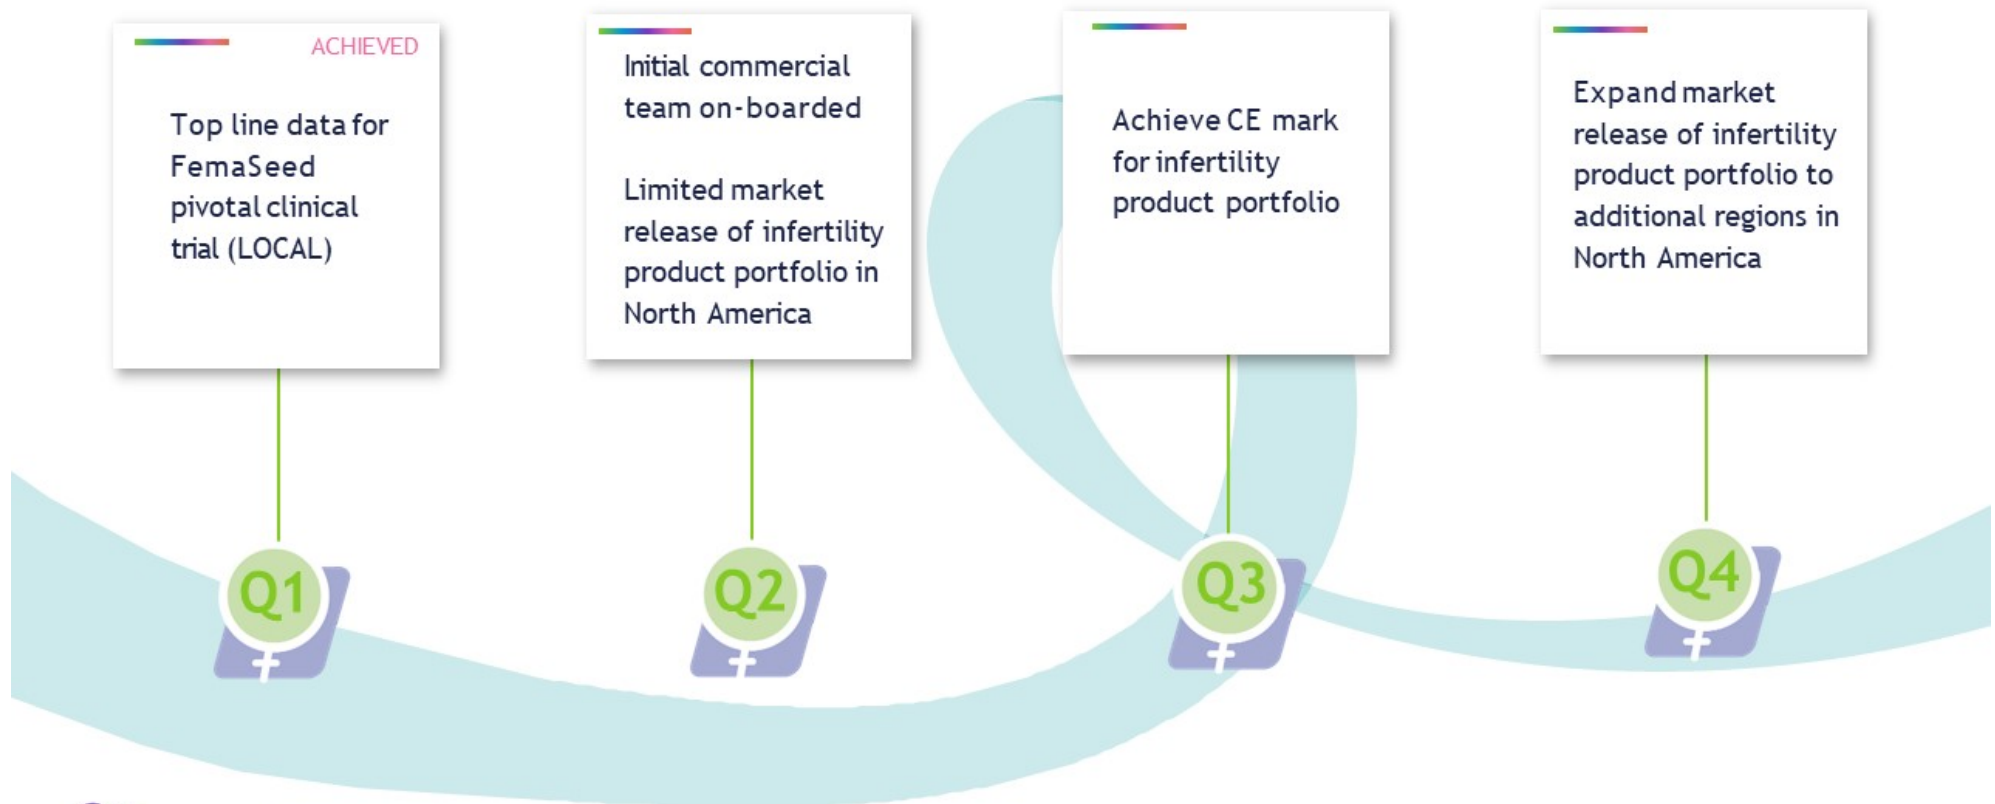 ACHIEVED
Top line data for
FemaSeed
pivotal clinical
trial (LOCAL)
Initial commercial
team on-boarded
Limited market
release of infertility
product portfolio in
North America
Achieve CE mark
for infertility
product portfolio
Expand market
release of infertility
product portfolio to
additional regions in
North America
Q1
Q2
Q3
Q4